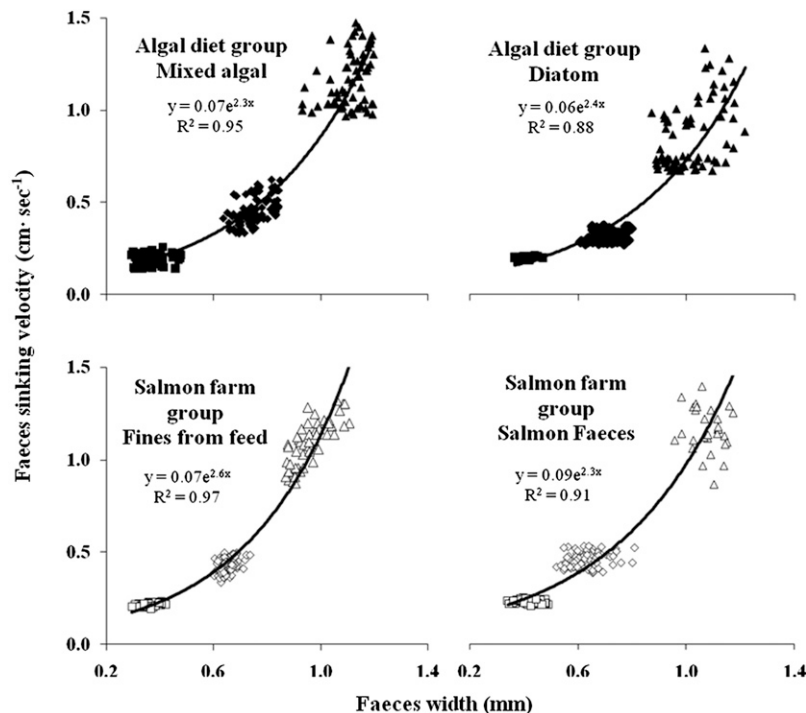 1.5
1.0
0.5
0.0
Algal diet group
Mixed algal
y = 0.07e^2.3x
R² = 0.95
Algal diet group
Diatom
y = 0.06e^2.4x
R² = 0.88
Faeces sinking velocity (cm· sec⁻¹)
1.5
1.0
0.5
0.0
Salmon farm
group
Fines from feed
y = 0.07e^2.6x
R² = 0.97
Salmon farm
group
Salmon Faeces
y = 0.09e^2.3x
R² = 0.91
0.2 0.6 1.0 1.4
0.2 0.6 1.0 1.4
Faeces width (mm)